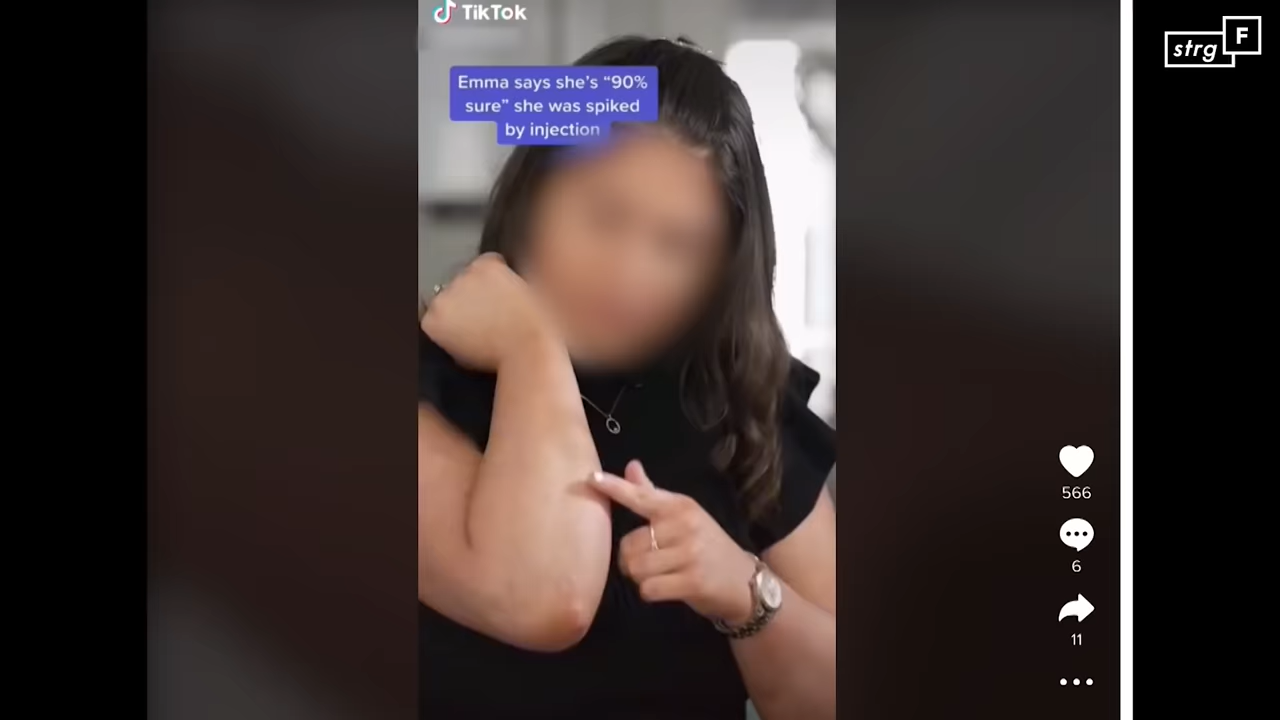 TikTok
Emma says she's “90%
sure” she was spiked
by injection
strg F
566
6
11